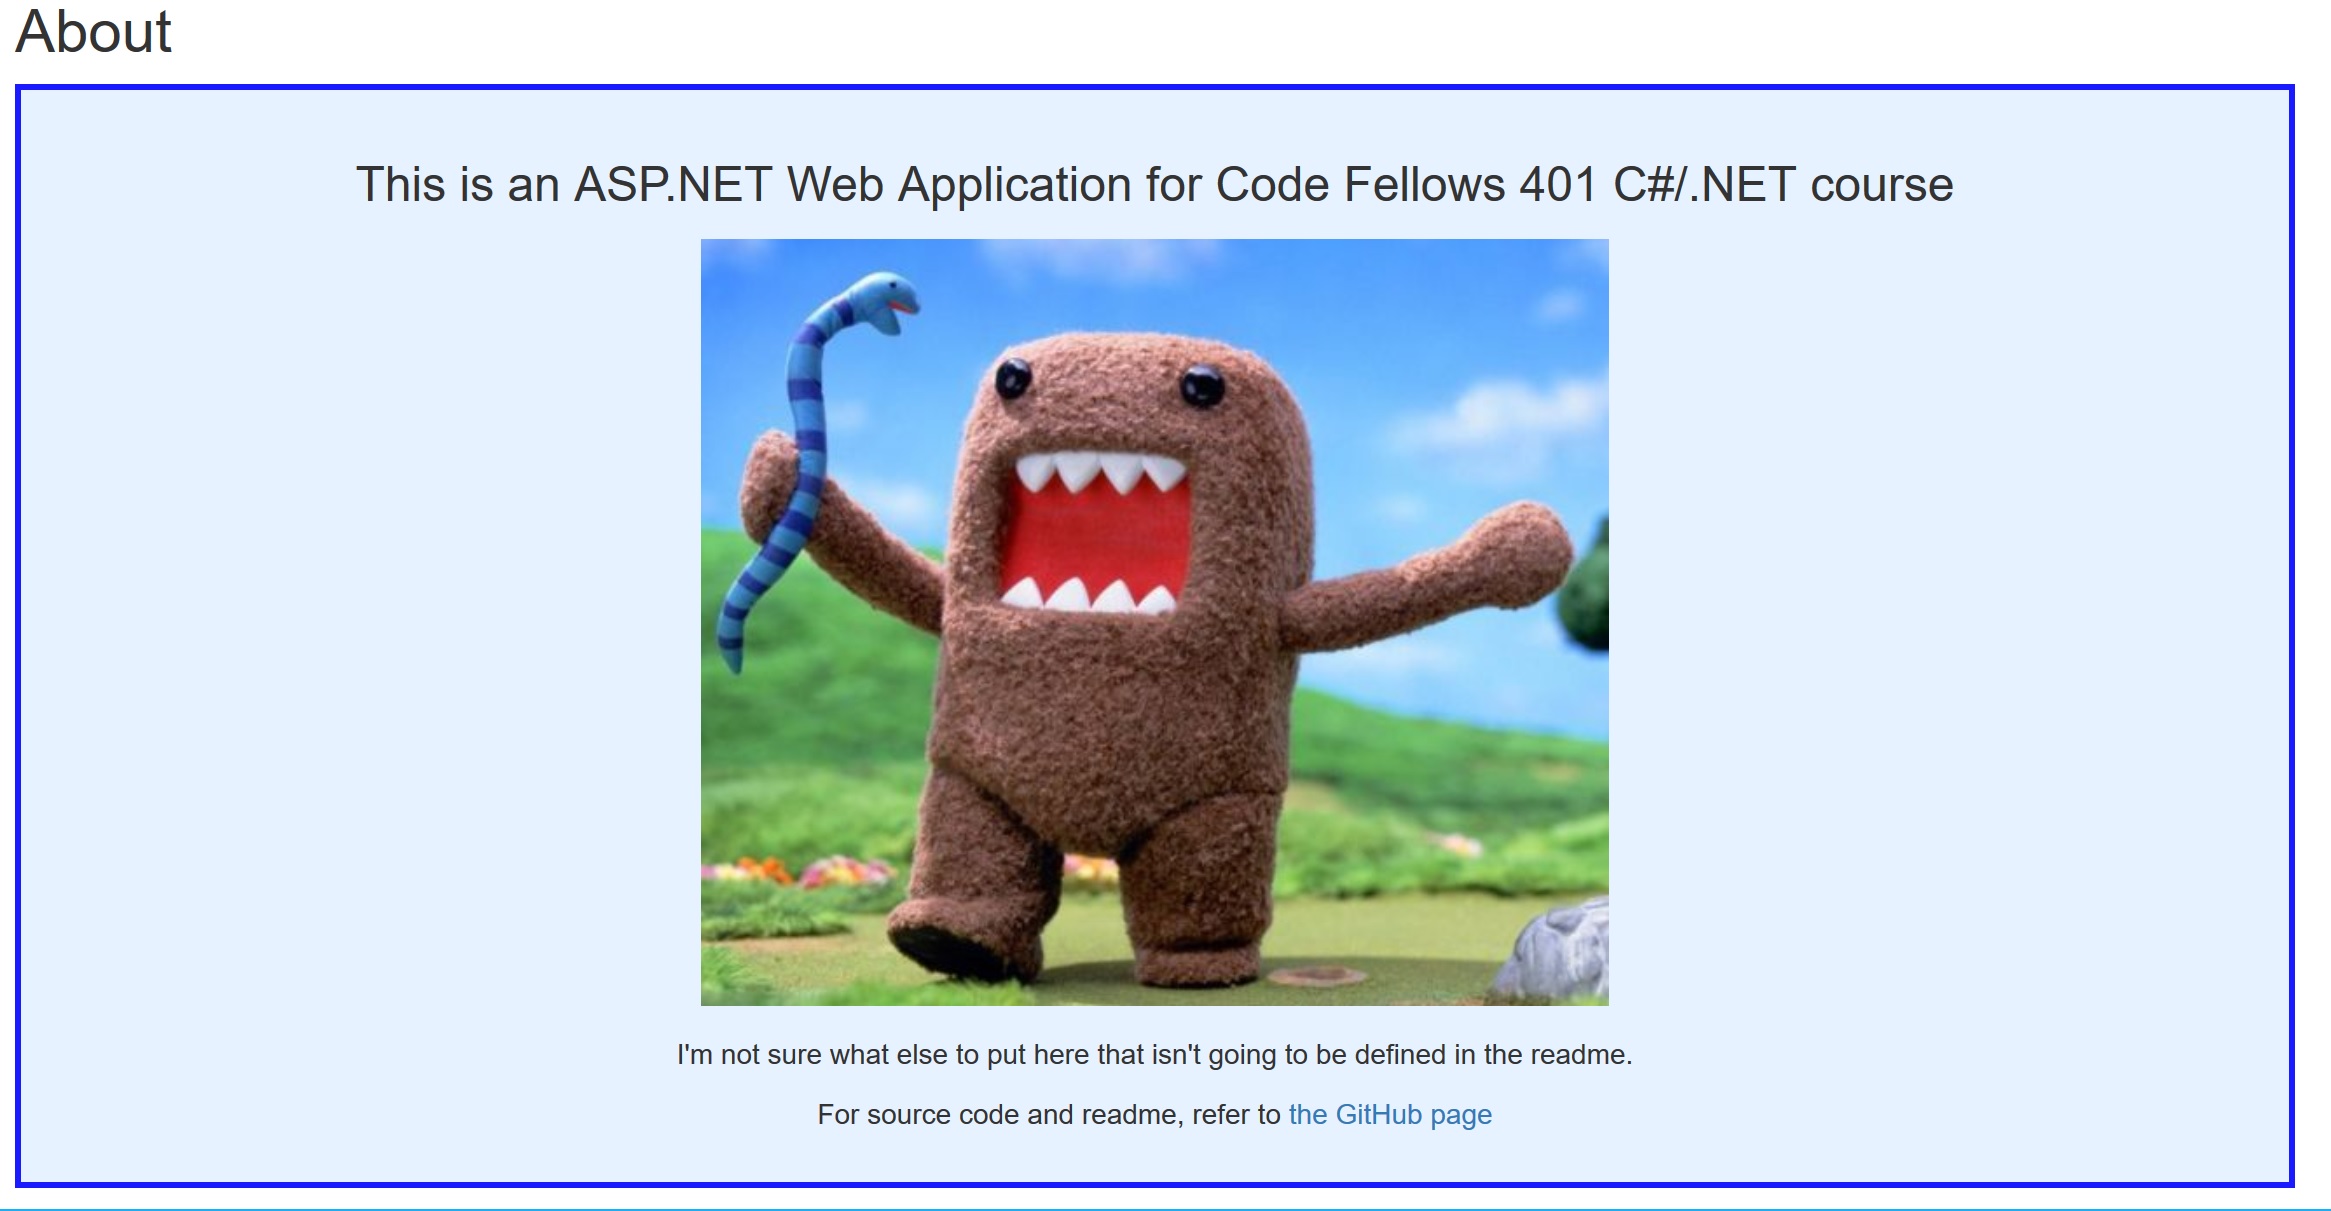 About
This is an ASP.NET Web Application for Code Fellows 401 C#/.NET course
I'm not sure what else to put here that isn't going to be defined in the readme.
For source code and readme, refer to the GitHub page